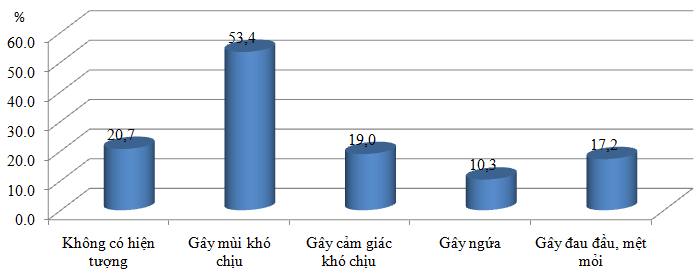 %
60.0
50.0
40.0
30.0
20.0
10.0
0.0
20,7
53,4
19,0
10,3
17,2
Không có hiện
tượng
Gây mùi khó
chịu
Gây cảm giác
khó chịu
Gây ngứa
Gây đau đầu, mệt
mỏi